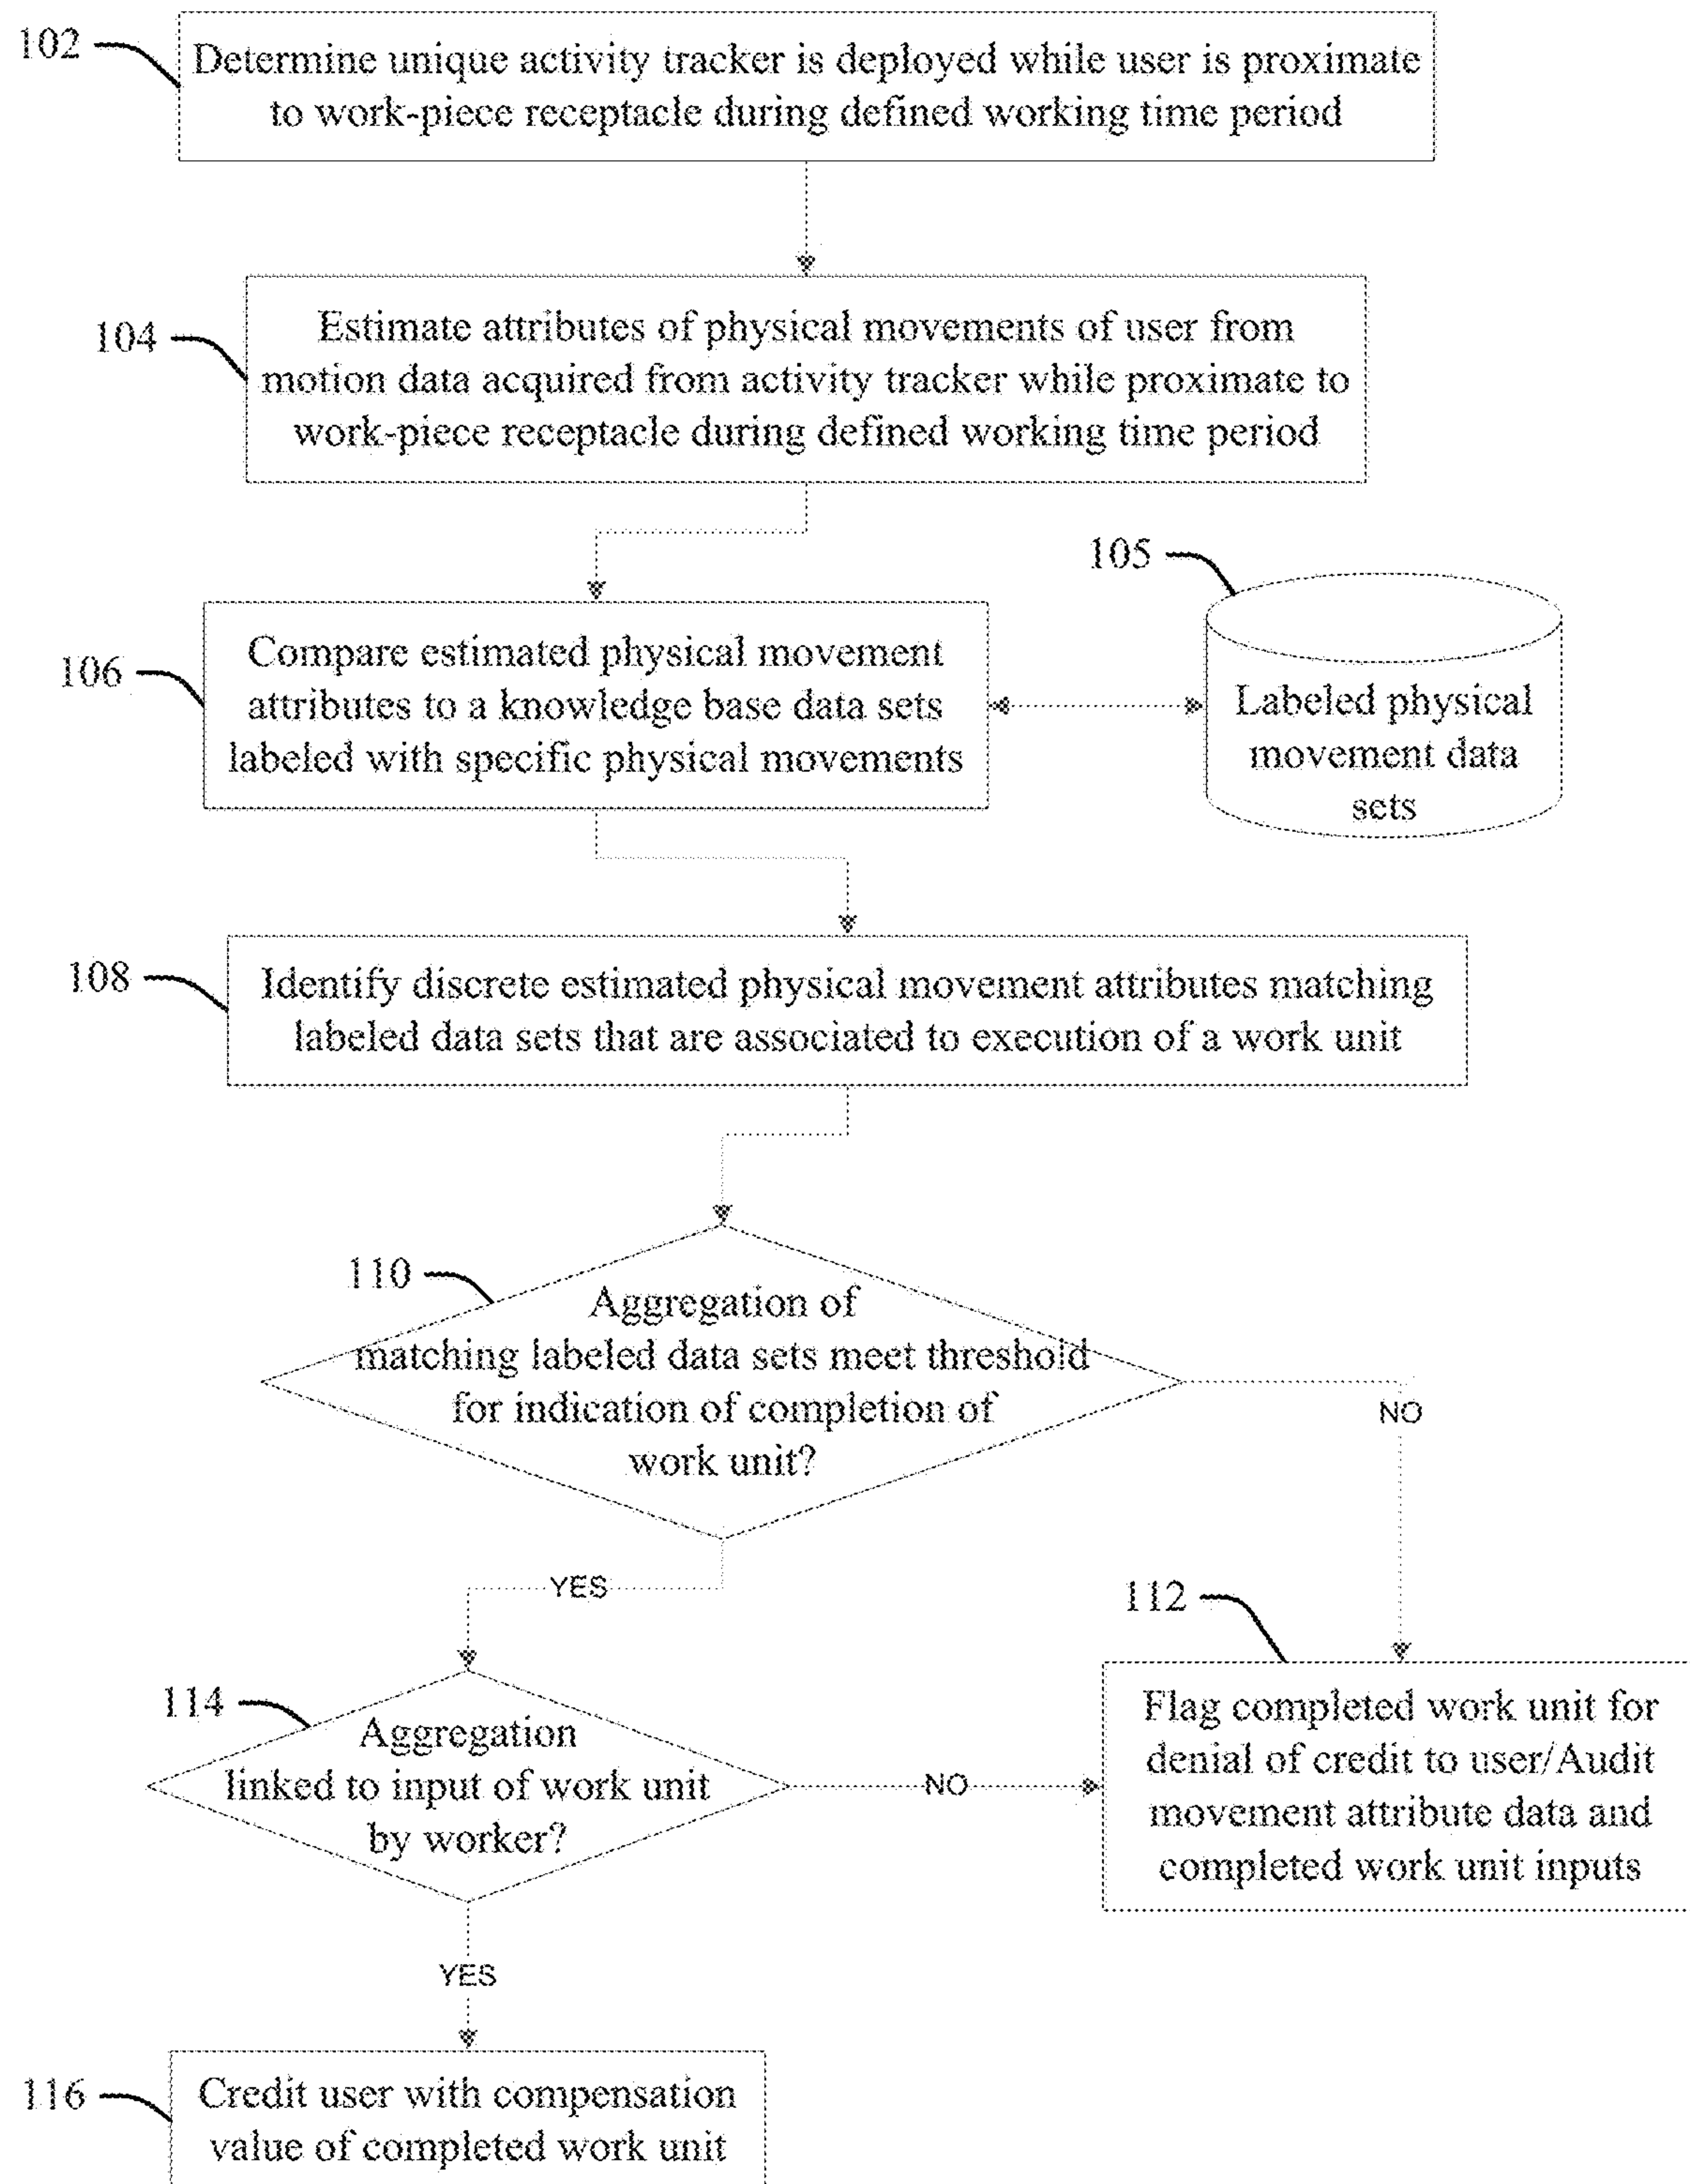 102
Determine unique activity tracker is deployed while user is proximate
to work-piece receptacle during defined working time period
104
Estimate attributes of physical movements of user from
motion data acquired from activity tracker while proximate to
work-piece receptacle during defined working time period
105
106
Compare estimated physical movement
attributes to a knowledge base data sets
labeled with specific physical movements
Labeled physical
movement data
sets
108
Identify discrete estimated physical movement attributes matching
labeled data sets that are associated to execution of a work unit
110
Aggregation of
matching labeled data sets meet threshold
for indication of completion of
work unit?
NO
YES
112
114
Aggregation
linked to input of work unit
by worker?
NO
Flag completed work unit for
denial of credit to user/Audit
movement attribute data and
completed work unit inputs
YES
116
Credit user with compensation
value of completed work unit